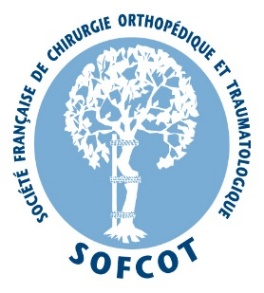 SOCIÉTÉ FRANÇAISE DE CHIRURGIE ORTHOPÉDIQUE ET TRAUMATOLOGIQUE
SOFCOT